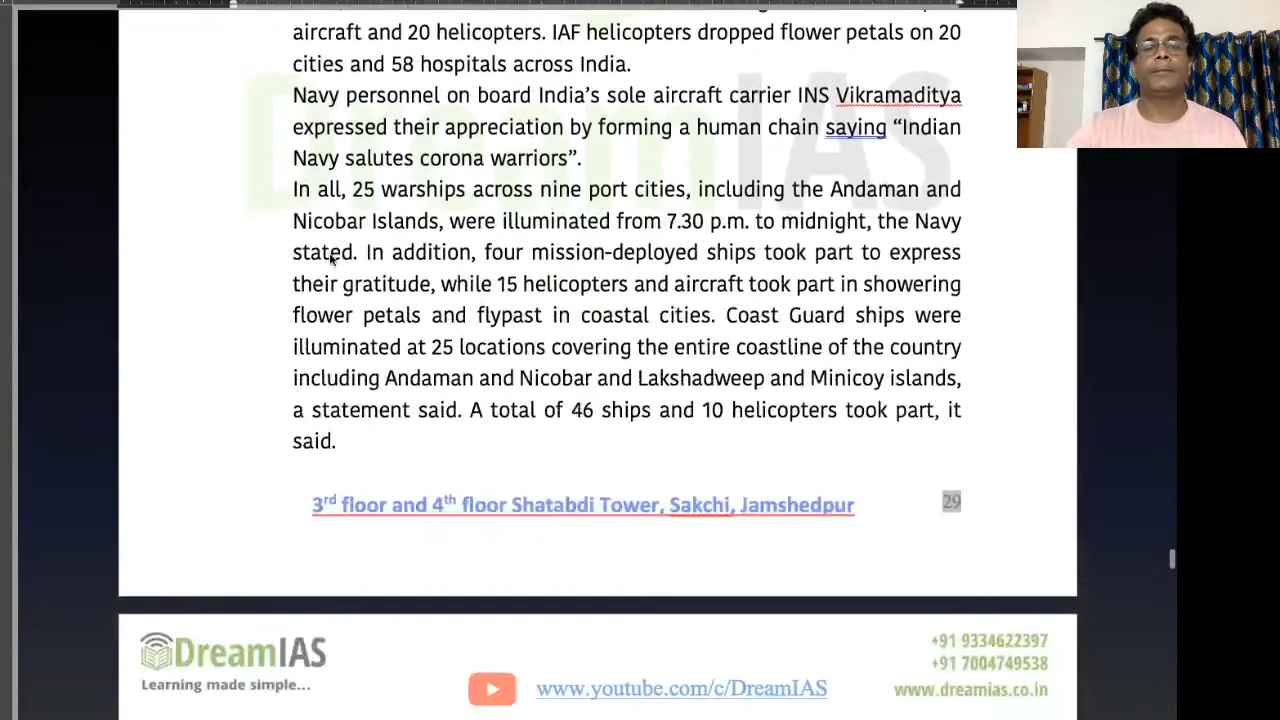 aircraft and 20 helicopters. IAF helicopters dropped flower petals on 20
cities and 58 hospitals across India.
Navy personnel on board India’s sole aircraft carrier INS Vikramaditya
expressed their appreciation by forming a human chain saying “Indian
Navy salutes corona warriors”.
In all, 25 warships across nine port cities, including the Andaman and
Nicobar Islands, were illuminated from 7.30 p.m. to midnight, the Navy
stated. In addition, four mission-deployed ships took part to express
their gratitude, while 15 helicopters and aircraft took part in showering
flower petals and flypast in coastal cities. Coast Guard ships were
illuminated at 25 locations covering the entire coastline of the country
including Andaman and Nicobar and Lakshadweep and Minicoy islands,
a statement said. A total of 46 ships and 10 helicopters took part, it
said.
DreamIAS
3rd floor and 4th floor Shatabdi Tower, Sakchi, Jamshedpur
29
DreamIAS
Learning made simple...
www.youtube.com/c/DreamIAS
+91 9334622397
+91 7004749538
www.dreamias.co.in